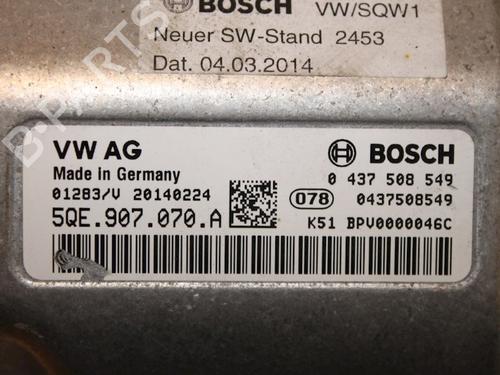 BOSCH VW/SQW1
Neuer SW-Stand 2453
Dat. 04.03.2014
B-PARTS
VW AG
Made in Germany
01283/V 20140224
5QE.907.070.A
BOSCH
0 437 508 549
078 0437508549
K51 BPV0000046C